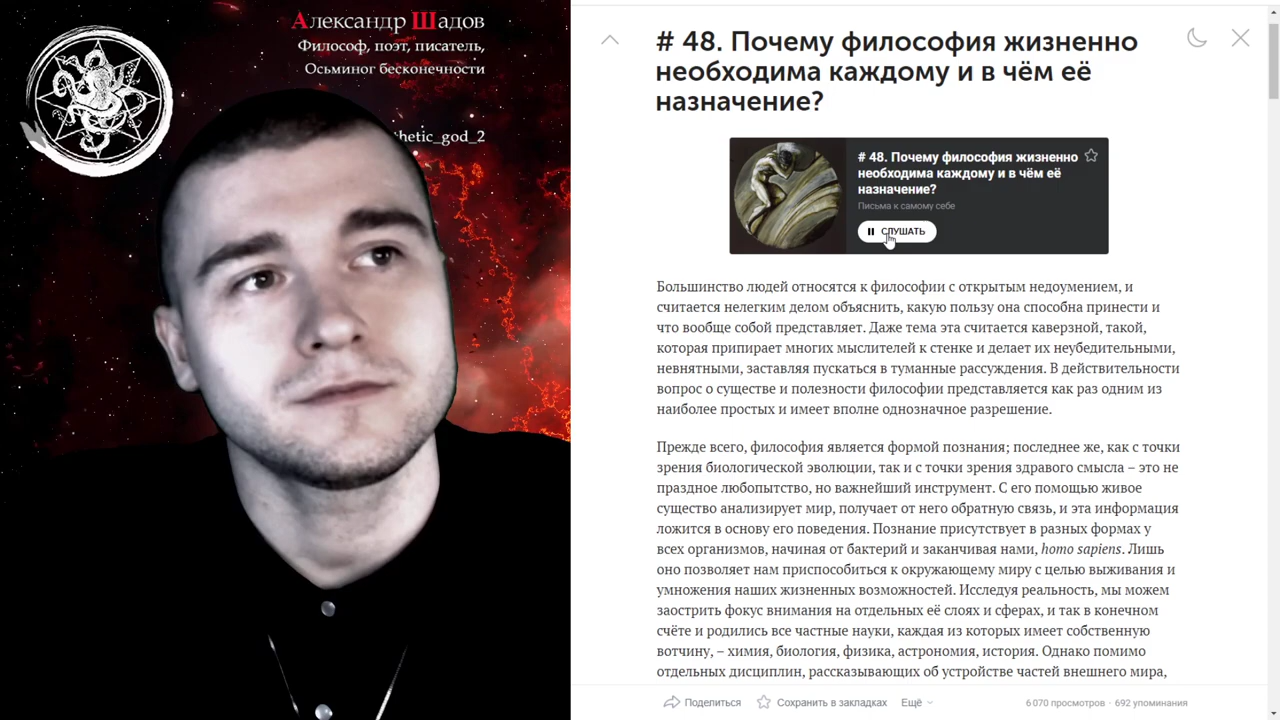 Александр Шадов
Философ, поэт, писатель,
Осьминог бесконечности
thetic_god_2
# 48. Почему философия жизненно
необходима каждому и в чём её
назначение?
# 48. Почему философия жизненно
необходима каждому и в чём её
назначение?
Письма к самому себе
СЛУШАТЬ
Большинство людей относятся к философии с открытым недоумением, и
считается нелегким делом объяснить, какую пользу она способна принести и
что вообще собой представляет. Даже тема эта считается каверзной, такой,
которая припирает многих мыслителей к стенке и делает их неубедительными,
невнятными, заставляя пускаться в туманные рассуждения. В действительности
вопрос о существе и полезности философии представляется как раз одним из
наиболее простых и имеет вполне однозначное разрешение.
Прежде всего, философия является формой познания; последнее же, как с точки
зрения биологической эволюции, так и с точки зрения здравого смысла – это не
праздное любопытство, но важнейший инструмент. С его помощью живое
существо анализирует мир, получает от него обратную связь, и эта информация
ложится в основу его поведения. Познание присутствует в разных формах у
всех организмов, начиная от бактерий и заканчивая нами, homo sapiens. Лишь
оно позволяет нам приспособиться к окружающему миру с целью выживания и
умножения наших жизненных возможностей. Исследуя реальность, мы можем
заострить фокус внимания на отдельных её слоях и сферах, и так в конечном
счёте и родились все частные науки, каждая из которых имеет собственную
вотчину, – химия, биология, физика, астрономия, история. Однако помимо
отдельных дисциплин, рассказывающих об устройстве частей внешнего мира,
Поделиться
Сохранить в закладках
Ещё
6 070 просмотров · 692 упоминания